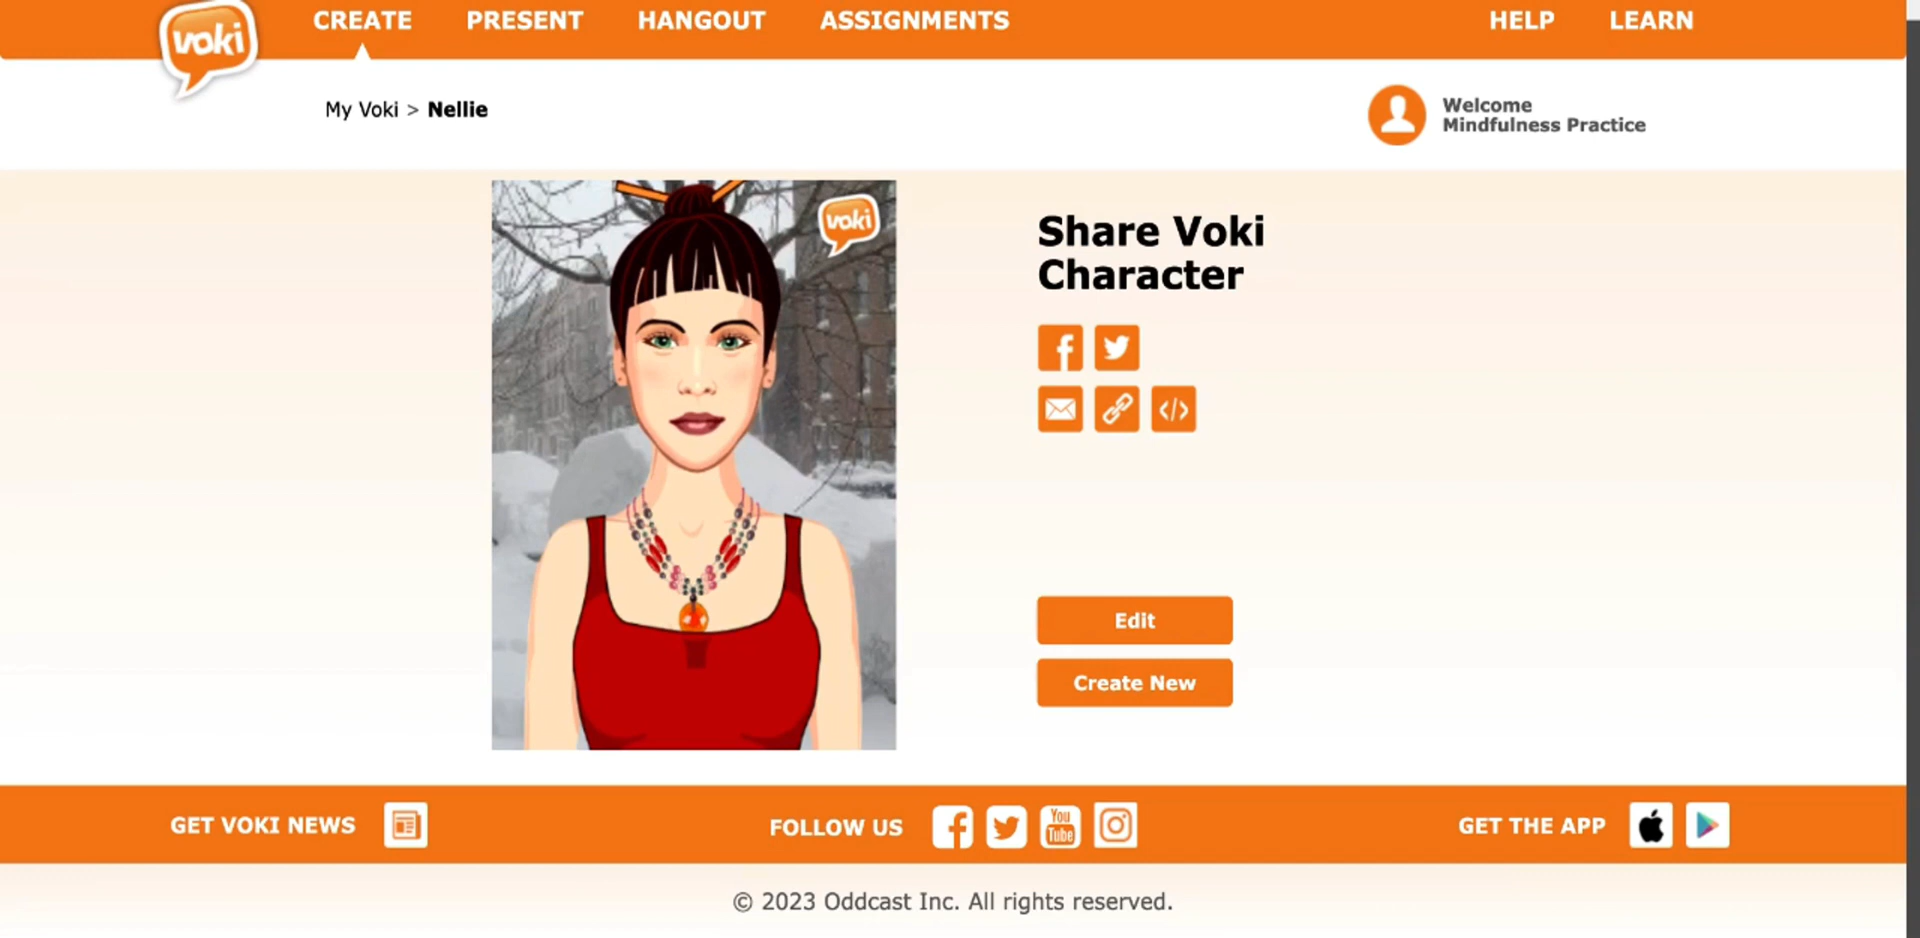 voki
CREATE
PRESENT
HANGOUT
ASSIGNMENTS
HELP
LEARN
My Voki > Nellie
Welcome
Mindfulness Practice
voki
Share Voki
Character
Edit
Create New
GET VOKI NEWS
FOLLOW US
You
Tube
GET THE APP
© 2023 Oddcast Inc. All rights reserved.